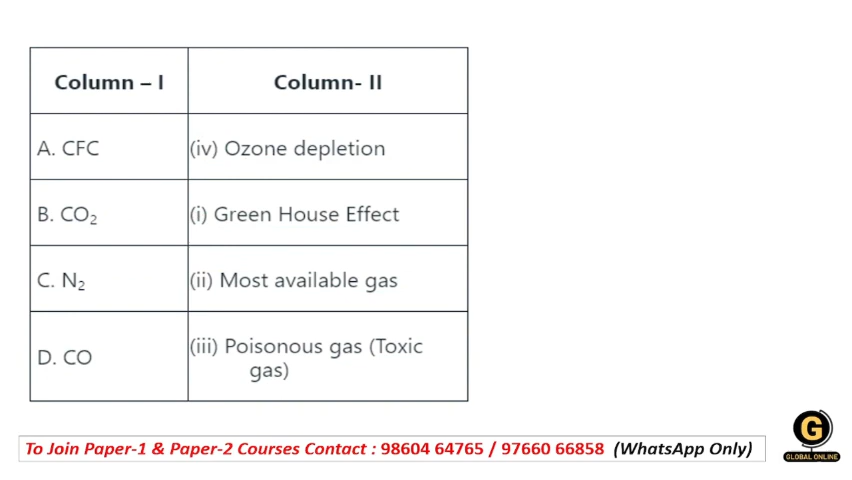 Column – I Column- II
A. CFC (iv) Ozone depletion
B. CO₂ (i) Green House Effect
C. N₂ (ii) Most available gas
D. CO (iii) Poisonous gas (Toxic
gas)
To Join Paper-1 & Paper-2 Courses Contact : 98604 64765 / 97660 66858 (WhatsApp Only)
G
GLOBAL ONLINE